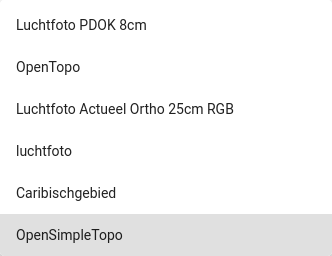 Luchtfoto PDOK 8cm
OpenTopo
Luchtfoto Actueel Ortho 25cm RGB
luchtfoto
Caribischgebied
OpenSimpleTopo